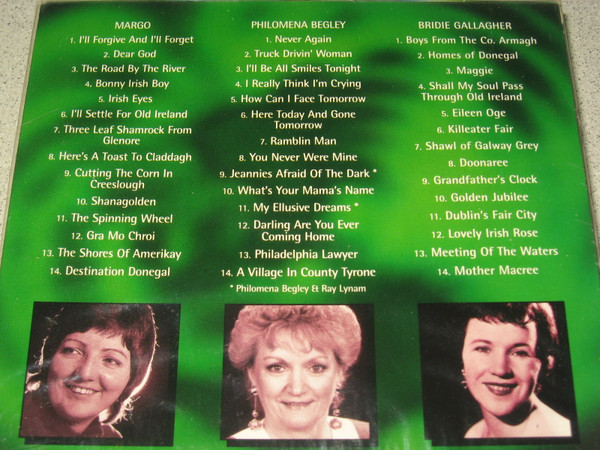 MARGO
1. I'll Forgive And I'll Forget
2. Dear God
3. The Road By The River
4. Bonny Irish Boy
5. Irish Eyes
6. I'll Settle For Old Ireland
7. Three Leaf Shamrock From
Glenore
8. Here's A Toast To Claddagh
9. Cutting The Corn In
Creeslough
10. Shanagolden
11. The Spinning Wheel
12. Gra Mo Chroi
13. The Shores Of Amerikay
14. Destination Donegal
PHILOMENA BEGLEY
1. Never Again
2. Truck Drivin' Woman
3. I'll Be All Smiles Tonight
4. I Really Think I'm Crying
5. How Can I Face Tomorrow
6. Here Today And Gone
Tomorrow
7. Ramblin Man
8. You Never Were Mine
9. Jeannies Afraid Of The Dark *
10. What's Your Mama's Name
11. My Ellusive Dreams *
12. Darling Are You Ever
Coming Home
13. Philadelphia Lawyer
14. A Village In County Tyrone
* Philomena Begley & Ray Lynam
BRIDIE GALLAGHER
1. Boys From The Co. Armagh
2. Homes of Donegal
3. Maggie
4. Shall My Soul Pass
Through Old Ireland
5. Eileen Oge
6. Killeater Fair
7. Shawl of Galway Grey
8. Doonaree
9. Grandfather's Clock
10. Golden Jubilee
11. Dublin's Fair City
12. Lovely Irish Rose
13. Meeting Of The Waters
14. Mother Macree